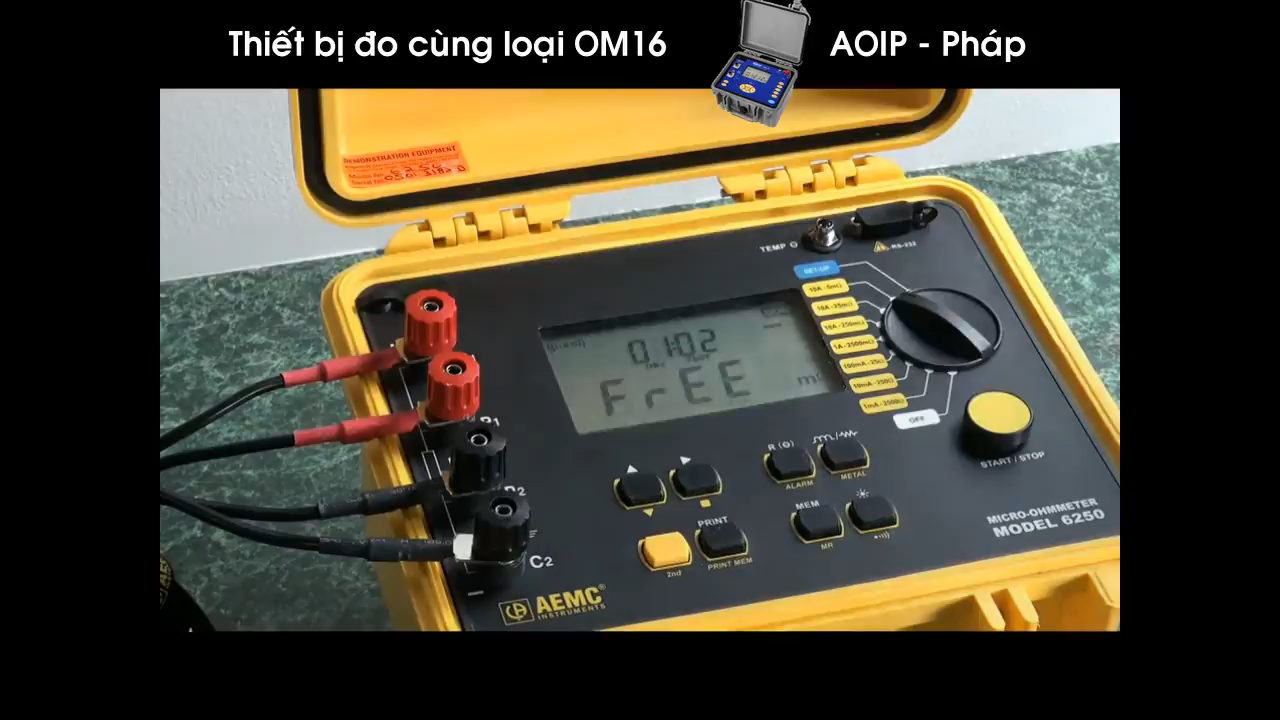 Thiết bị đo cùng loại OM16
AOIP - Pháp
DEMONSTRATION EQUIPMENT
TEMP
RS-232
SET-UP
10A - 5mΩ
10A - 25mΩ
10A - 250mΩ
1A - 2500mΩ
100mA - 25Ω
10mA - 250Ω
1mA - 2500Ω
OFF
START / STOP
0.102
FrEE
P1
P2
C2
R (Θ)
ALARM
METAL
MEM
MR
PRINT
PRINT MEM
2nd
MICRO-OHMMETER
MODEL 6250
AEMC®
INSTRUMENTS